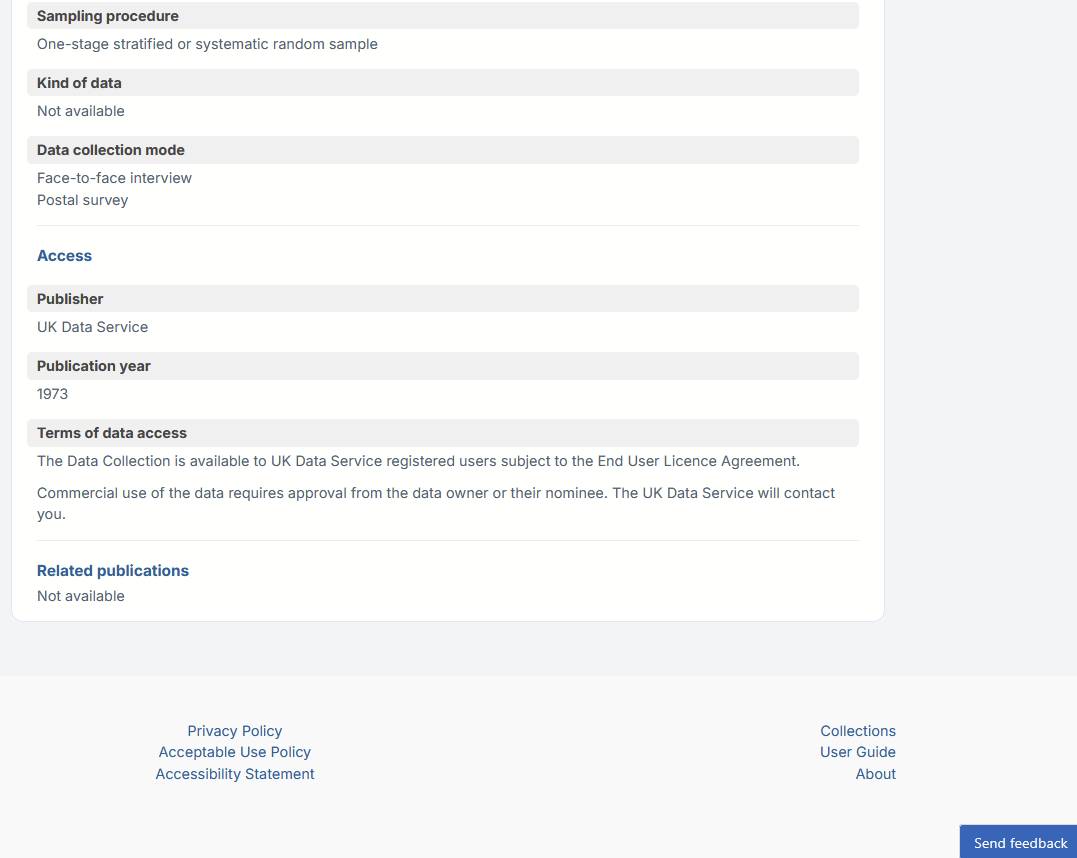 Sampling procedure
One-stage stratified or systematic random sample
Kind of data
Not available
Data collection mode
Face-to-face interview
Postal survey
Access
Publisher
UK Data Service
Publication year
1973
Terms of data access
The Data Collection is available to UK Data Service registered users subject to the End User Licence Agreement.
Commercial use of the data requires approval from the data owner or their nominee. The UK Data Service will contact
you.
Related publications
Not available
Privacy Policy
Acceptable Use Policy
Accessibility Statement
Collections
User Guide
About
Send feedback